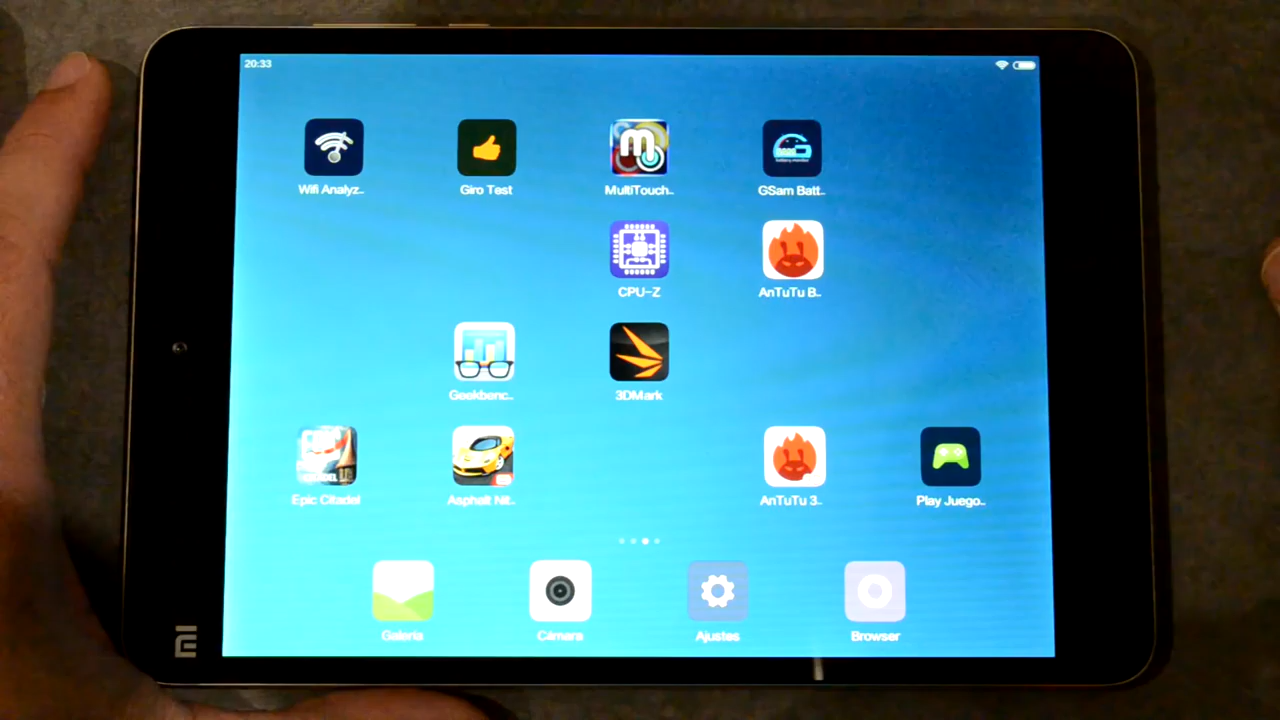 20:33
Wifi Analyz..
Giro Test
MultiTouch..
GSam Batt..
CPU-Z
AnTuTu B..
Geekbenc..
3DMark
Epic Citadel
Asphalt Nit..
AnTuTu 3..
Play Juego..
Galería
Cámara
Ajustes
Browser